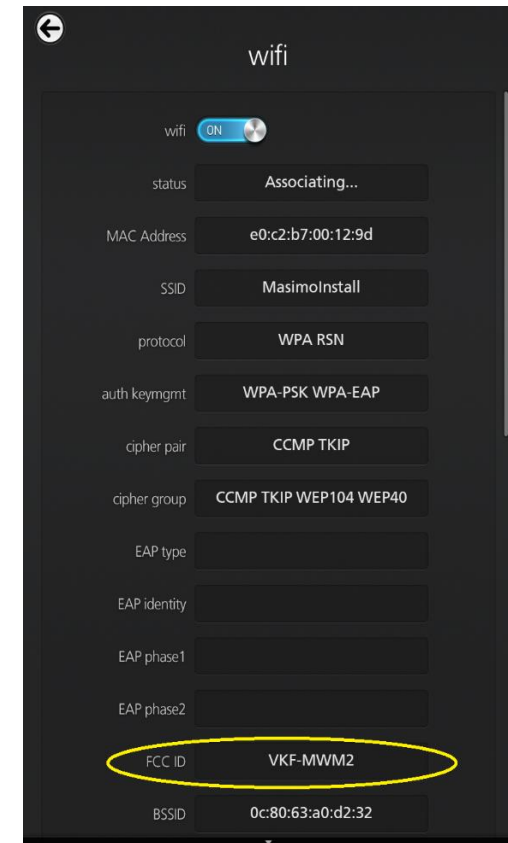 wifi
wifi ON
status Associating...
MAC Address e0:c2:b7:00:12:9d
SSID MasimoInstall
protocol WPA RSN
auth keymgmt WPA-PSK WPA-EAP
cipher pair CCMP TKIP
cipher group CCMP TKIP WEP104 WEP40
EAP type
EAP identity
EAP phase1
EAP phase2
FCC ID VKF-MWM2
BSSID 0c:80:63:a0:d2:32